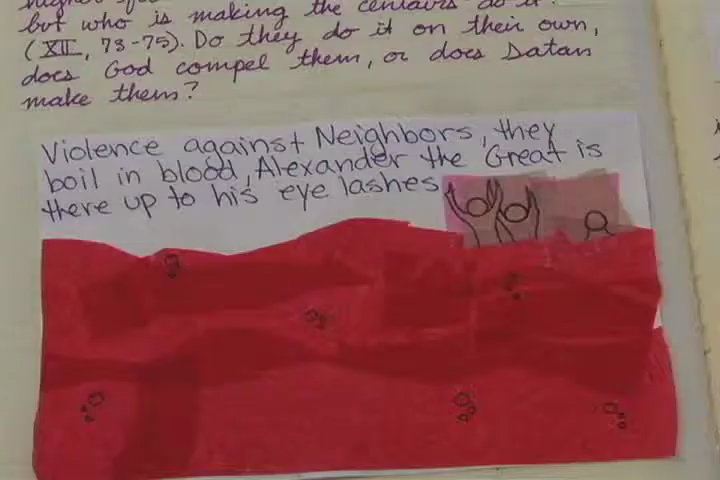 but who is making the centaurs do it?
(XII, 73-75). Do they do it on their own,
does God compel them, or does Satan
make them?
Violence against Neighbors, they
boil in blood, Alexander the Great is
there up to his eye lashes